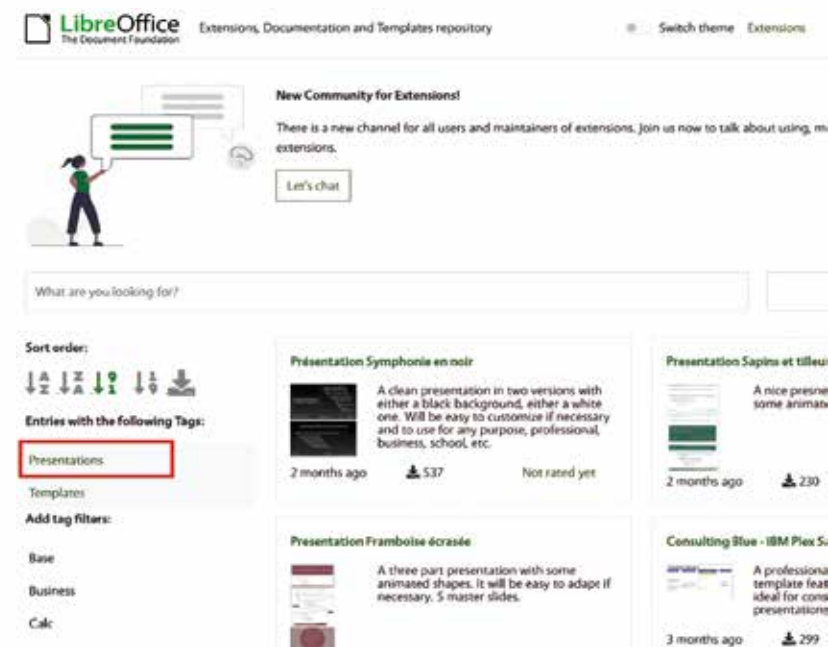 LibreOffice
The Document Foundation
Extensions, Documentation and Templates repository
Switch theme
Extensions
New Community for Extensions!
There is a new channel for all users and maintainers of extensions. Join us now to talk about using,
extensions.
Let's chat
What are you looking for?
Sort order:
Entries with the following Tags:
Presentations
Templates
Add tag filters:
Base
Business
Calc
Présentation Symphonie en noir
A clean presentation in two versions with
either a black background, either a white
one. Will be easy to customize if necessary
and to use for any purpose, professional,
business, school, etc.
2 months ago
537
Not rated yet
Presentation Sapins et
A nice
some
2 months ago
230
Presentation Framboise écrasée
A three part presentation with some
animated shapes. It will be easy to adapt if
necessary. 5 master slides.
Consulting Blue - IBM Plex
A
template
ideal for
presentations
3 months ago
299